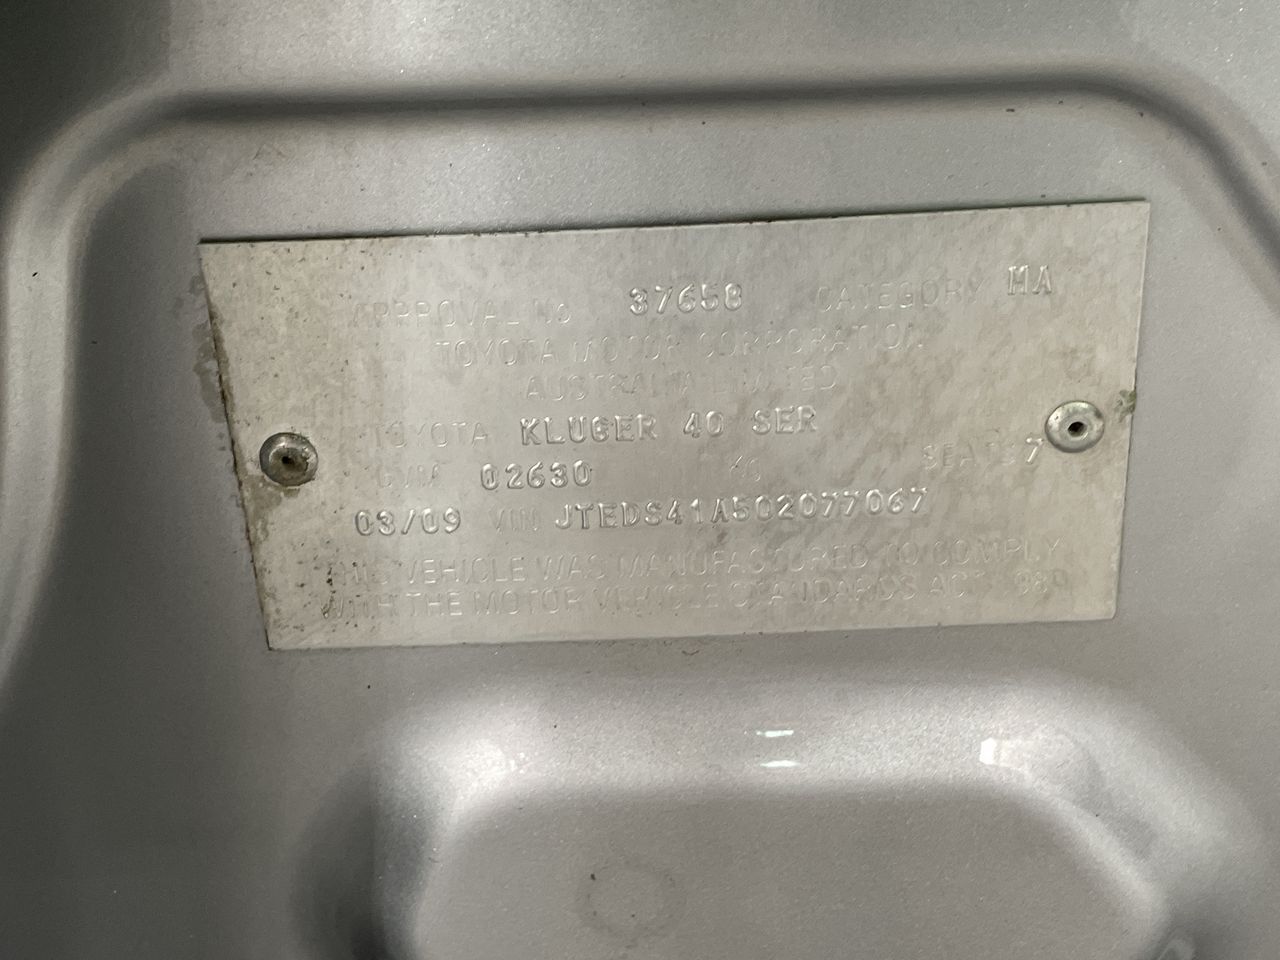 APPROVAL No 37658 CATEGORY MA
TOYOTA MOTOR CORPORATION
AUSTRALIA LIMITED
TOYOTA KLUGER 40 SER
GVM 02630 KG SEATS 7
03/09 VIN JTEDS41A502077067
THIS VEHICLE WAS MANUFACTURED TO COMPLY
WITH THE MOTOR VEHICLE STANDARDS ACT 1989